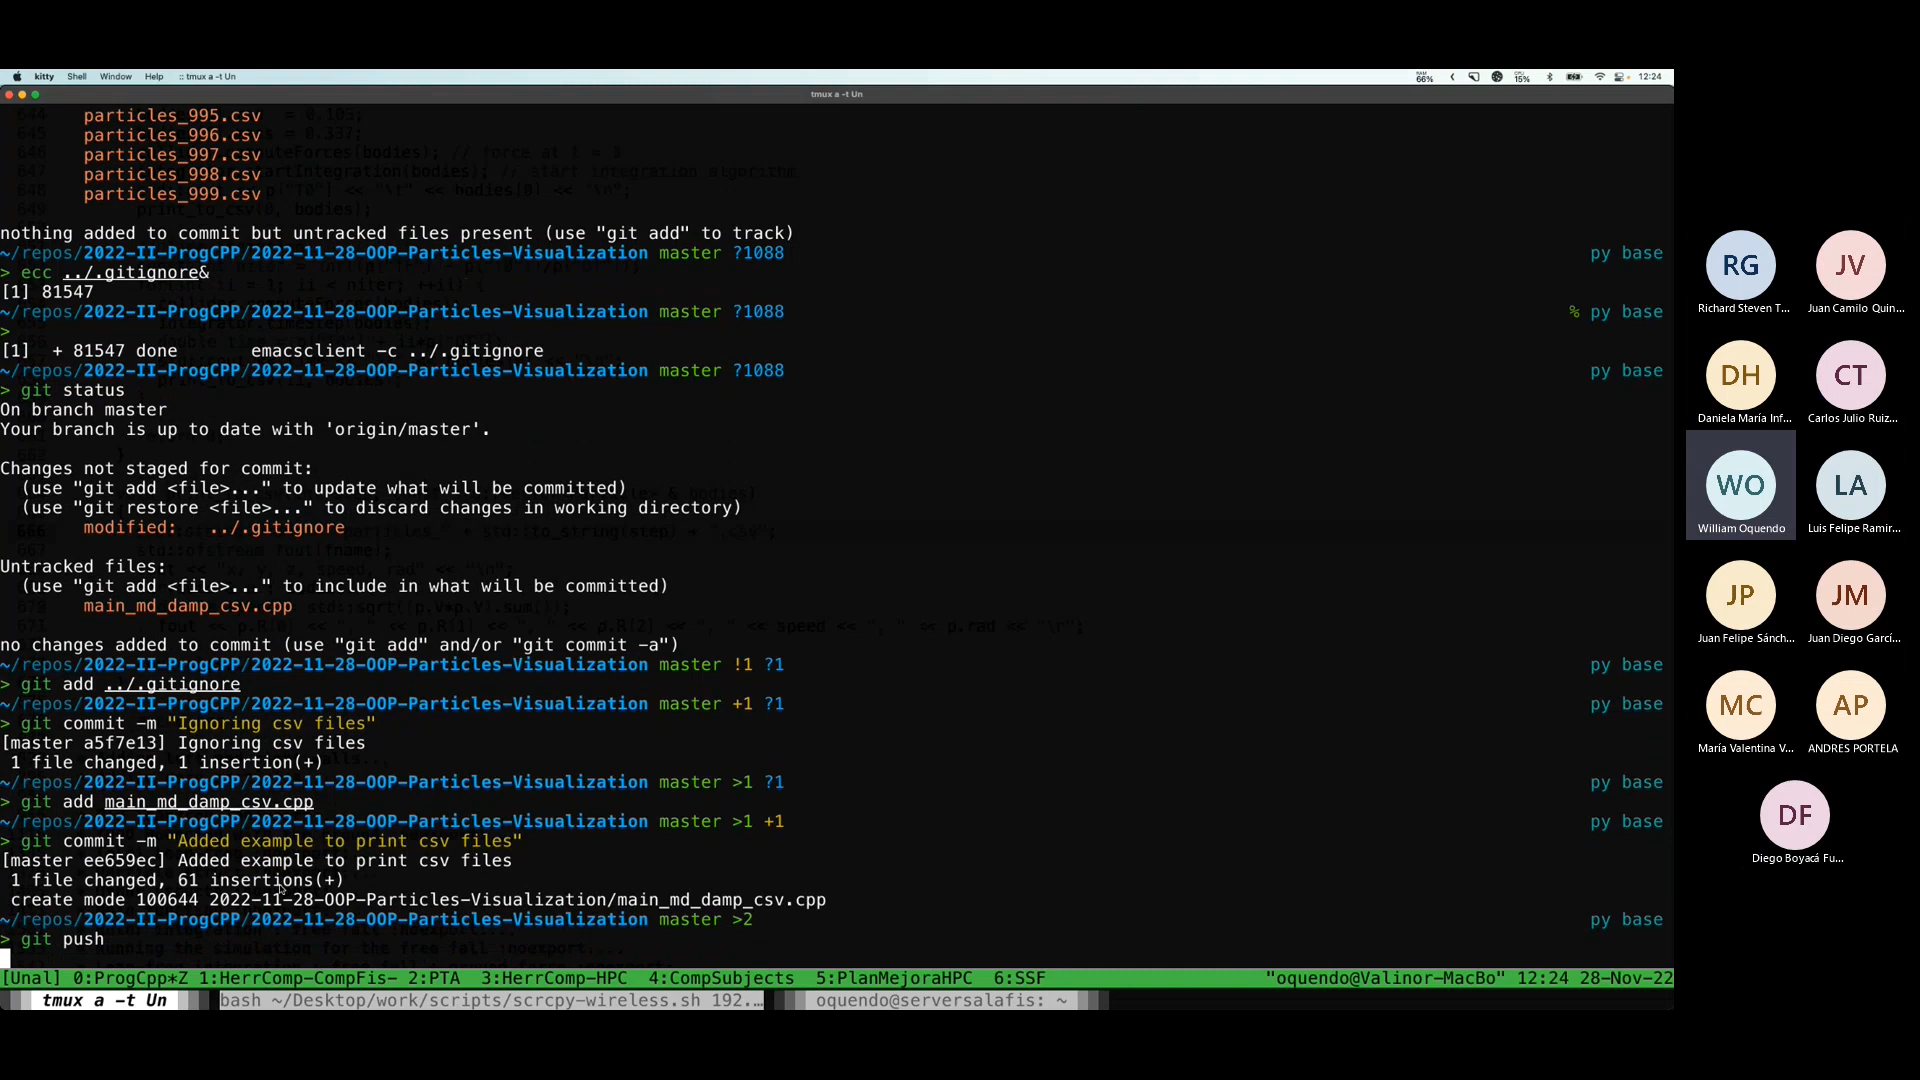 kitty Shell Window Help :: tmux a -t Un
RAM 66% CPU 15% 12:24
tmux a -t Un
particles_995.csv
particles_996.csv
particles_997.csv
particles_998.csv
particles_999.csv
nothing added to commit but untracked files present (use "git add" to track)
~/repos/2022-II-ProgCPP/2022-11-28-OOP-Particles-Visualization master ?1088 py base
> ecc ../.gitignore&
[1] 81547
~/repos/2022-II-ProgCPP/2022-11-28-OOP-Particles-Visualization master ?1088 % py base
>
[1]  + 81547 done       emacsclient -c ../.gitignore
~/repos/2022-II-ProgCPP/2022-11-28-OOP-Particles-Visualization master ?1088 py base
> git status
On branch master
Your branch is up to date with 'origin/master'.
Changes not staged for commit:
(use "git add <file>..." to update what will be committed)
(use "git restore <file>..." to discard changes in working directory)
modified:   ../.gitignore
Untracked files:
(use "git add <file>..." to include in what will be committed)
main_md_damp_csv.cpp
no changes added to commit (use "git add" and/or "git commit -a")
~/repos/2022-II-ProgCPP/2022-11-28-OOP-Particles-Visualization master !1 ?1 py base
> git add ../.gitignore
~/repos/2022-II-ProgCPP/2022-11-28-OOP-Particles-Visualization master +1 ?1 py base
> git commit -m "Ignoring csv files"
[master a5f7e13] Ignoring csv files
1 file changed, 1 insertion(+)
~/repos/2022-II-ProgCPP/2022-11-28-OOP-Particles-Visualization master >1 ?1 py base
> git add main_md_damp_csv.cpp
~/repos/2022-II-ProgCPP/2022-11-28-OOP-Particles-Visualization master >1 +1 py base
> git commit -m "Added example to print csv files"
[master ee659ec] Added example to print csv files
1 file changed, 61 insertions(+)
create mode 100644 2022-11-28-OOP-Particles-Visualization/main_md_damp_csv.cpp
~/repos/2022-II-ProgCPP/2022-11-28-OOP-Particles-Visualization master >2 py base
> git push
[Unal] 0:ProgCpp*Z 1:HerrComp-CompFis- 2:PTA  3:HerrComp-HPC  4:CompSubjects  5:PlanMejoraHPC  6:SSF "oquendo@Valinor-MacBo" 12:24 28-Nov-22
tmux a -t Un bash ~/Desktop/work/scripts/scrcpy-wireless.sh 192.… oquendo@serversalafis: ~
RG JV
Richard Steven T... Juan Camilo Quin...
DH CT
Daniela María Inf... Carlos Julio Ruiz...
WO LA
William Oquendo Luis Felipe Ramir...
JP JM
Juan Felipe Sánch... Juan Diego Garcí...
MC AP
María Valentina V... ANDRES PORTELA
DF
Diego Boyacá Fu...